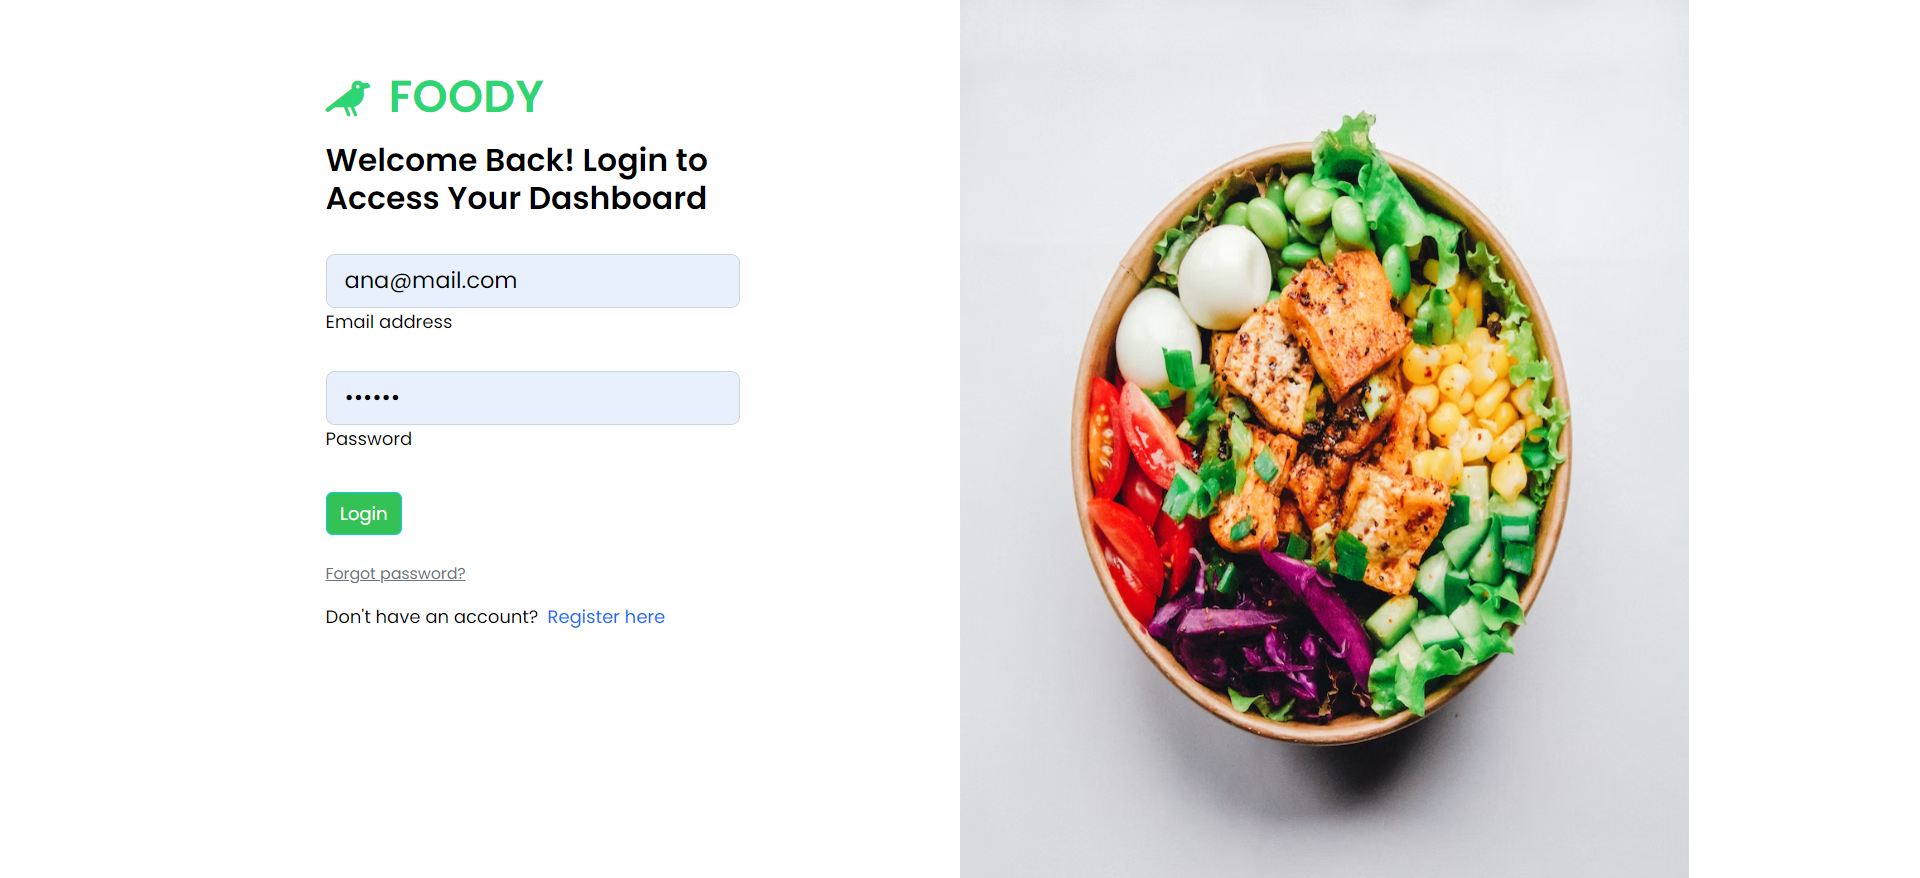 FOODY
Welcome Back! Login to
Access Your Dashboard
ana@mail.com
Email address
••••••
Password
Login
Forgot password?
Don't have an account? Register here